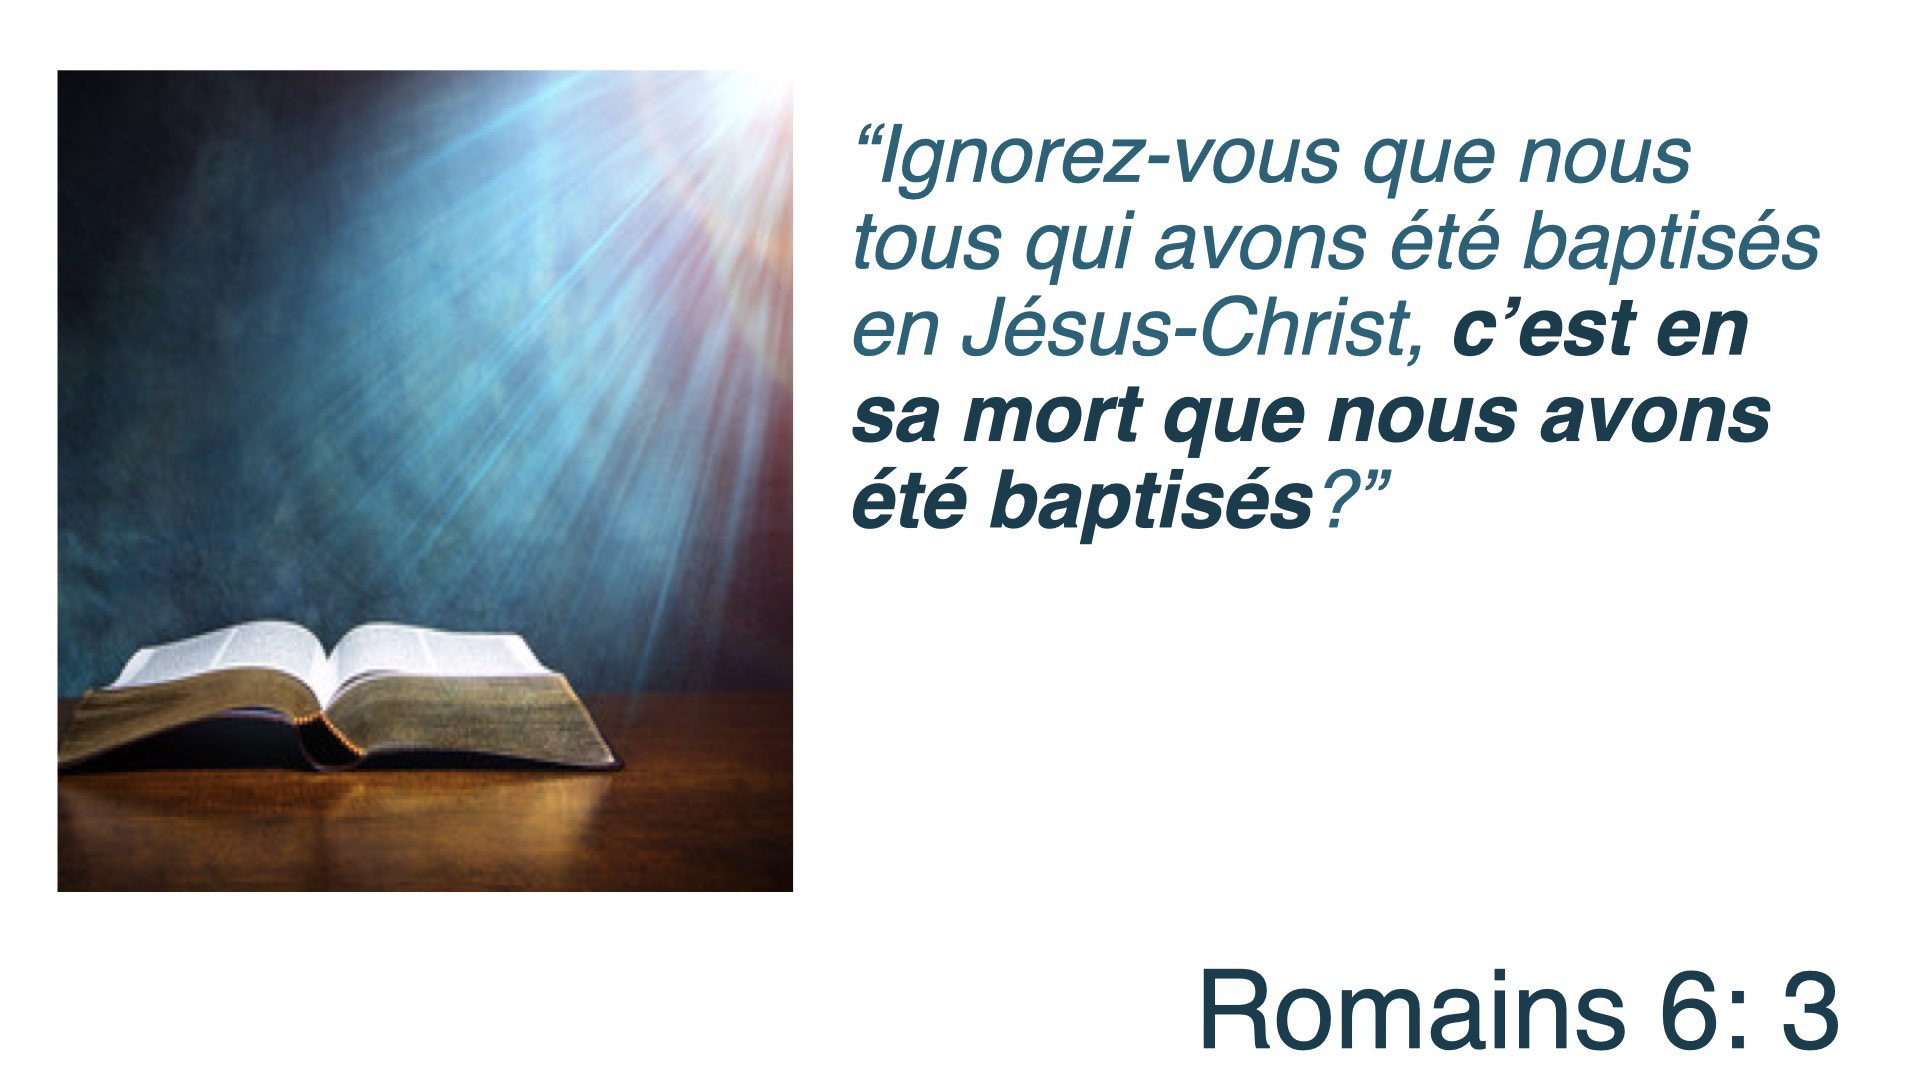 “Ignorez-vous que nous
tous qui avons été baptisés
en Jésus-Christ, c’est en
sa mort que nous avons
été baptisés?”
Romains 6: 3